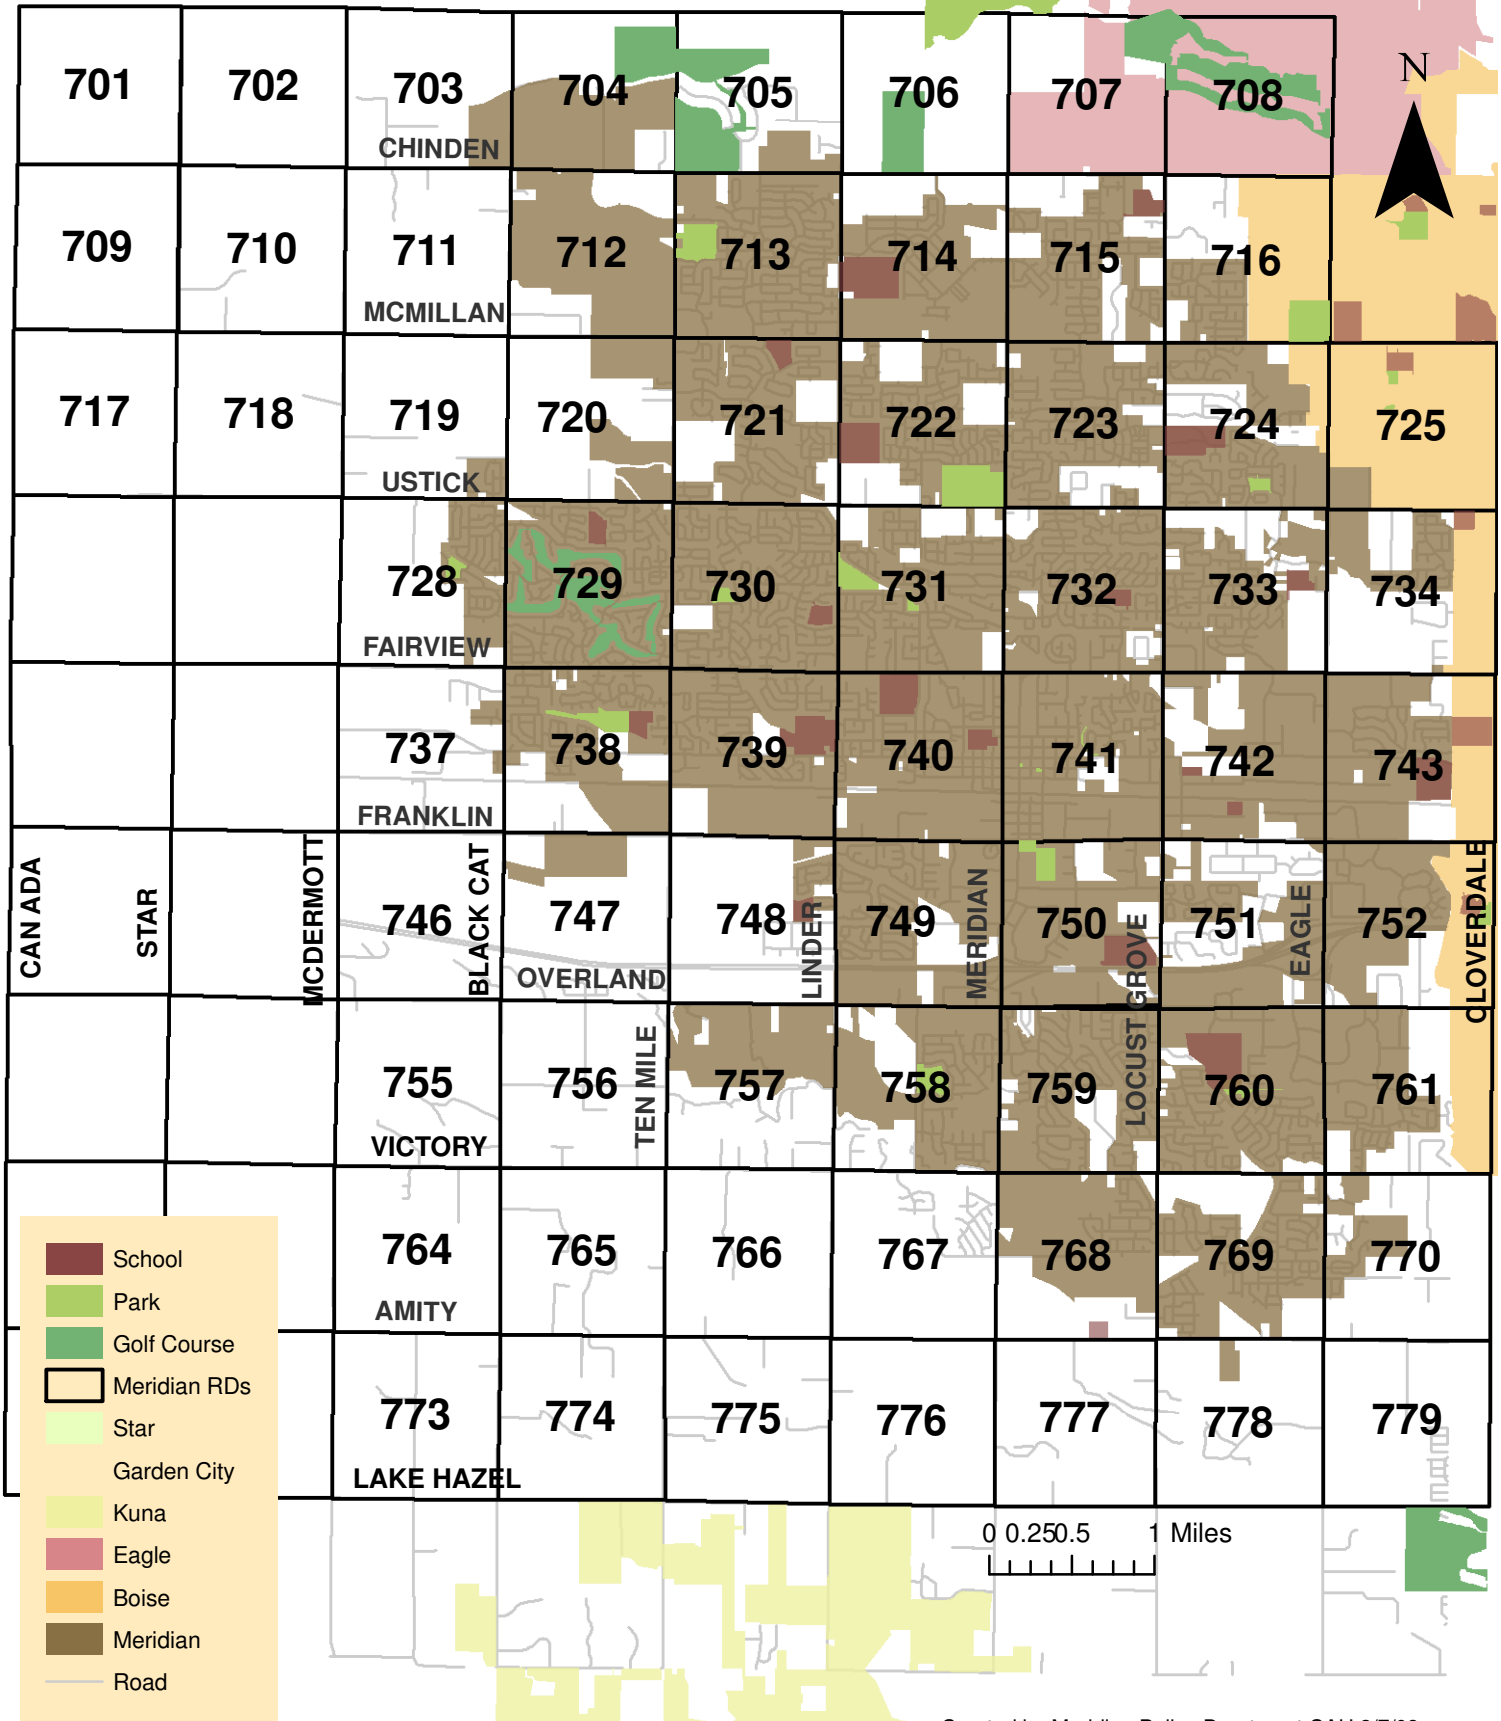 N
701 702 703 704 705 706 707 708
CHINDEN
709 710 711 712 713 714 715 716
MCMILLAN
717 718 719 720 721 722 723 724 725
USTICK
728 729 730 731 732 733 734
FAIRVIEW
737 738 739 740 741 742 743
FRANKLIN
CAN ADA
STAR
MCDERMOTT
BLACK CAT
746 747 748 749 750 751 752
LINDER
MERIDIAN
LOCUST GROVE
EAGLE
CLOVERDALE
OVERLAND
TEN MILE
755 756 757 758 759 760 761
VICTORY
764 765 766 767 768 769 770
AMITY
773 774 775 776 777 778 779
LAKE HAZEL
School
Park
Golf Course
Meridian RDs
Star
Garden City
Kuna
Eagle
Boise
Meridian
Road
0 0.25 0.5 1 Miles